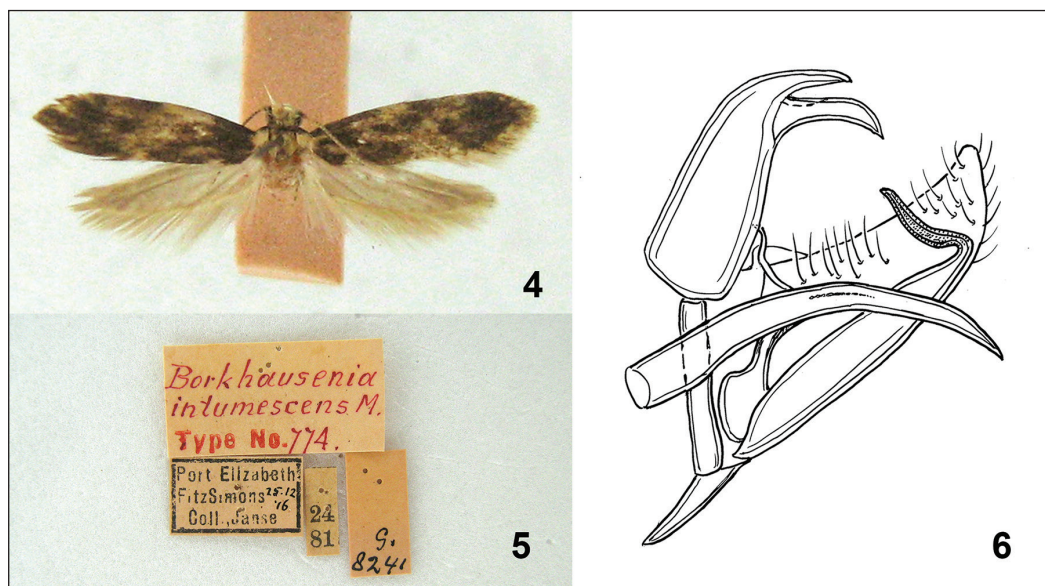 4
Borkhausenia
intumescens M.
Type No. 774.
Port Elizabeth
FitzSimons 25.12
'16
Coll. Janse
24
81
G.
8241
5
6